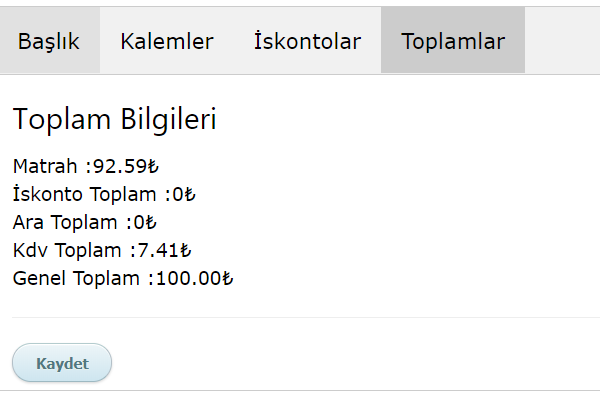 Başlık Kalemler İskontolar Toplamlar
Toplam Bilgileri
Matrah :92.59₺
İskonto Toplam :0₺
Ara Toplam :0₺
Kdv Toplam :7.41₺
Genel Toplam :100.00₺
Kaydet